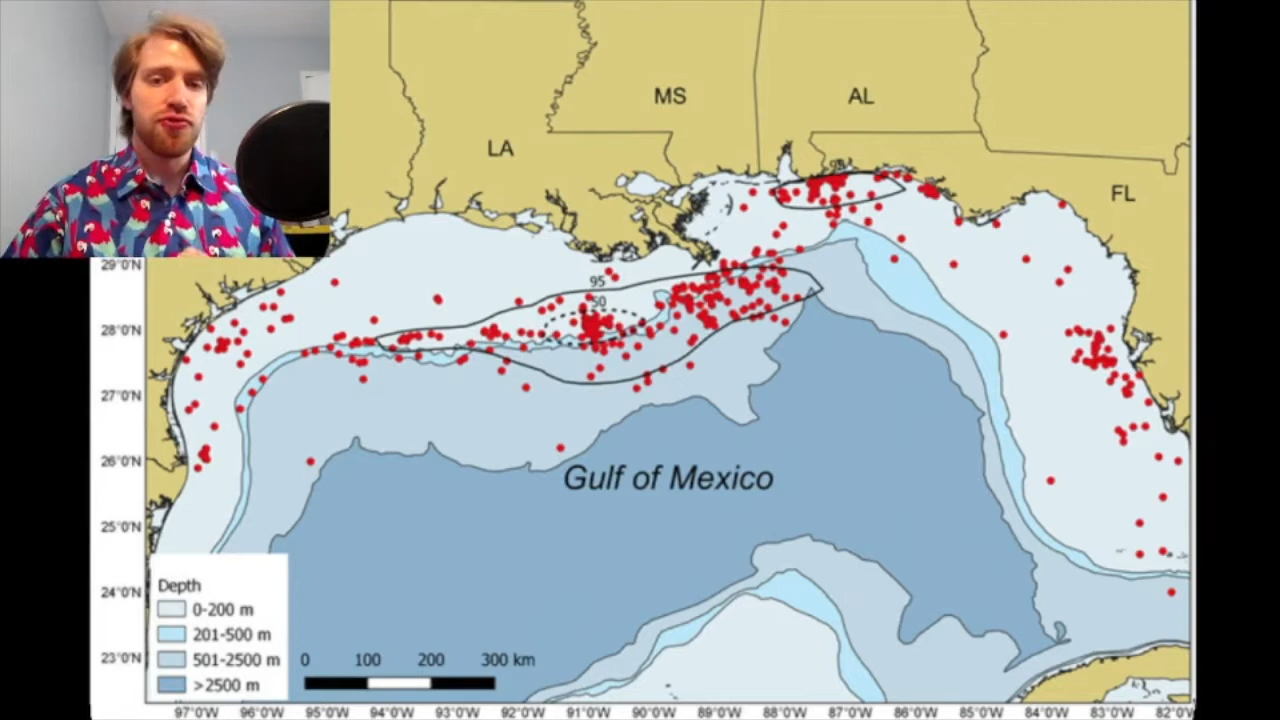 MS
AL
LA
FL
29°0'N
95
50
28°0'N
27°0'N
26°0'N
Gulf of Mexico
25°0'N
Depth
24°0'N
0-200 m
201-500 m
501-2500 m
>2500 m
0 100 200 300 km
23°0'N
97°0'W 96°0'W 95°0'W 94°0'W 93°0'W 92°0'W 91°0'W 90°0'W 89°0'W 88°0'W 87°0'W 86°0'W 85°0'W 84°0'W 83°0'W 82°0'W